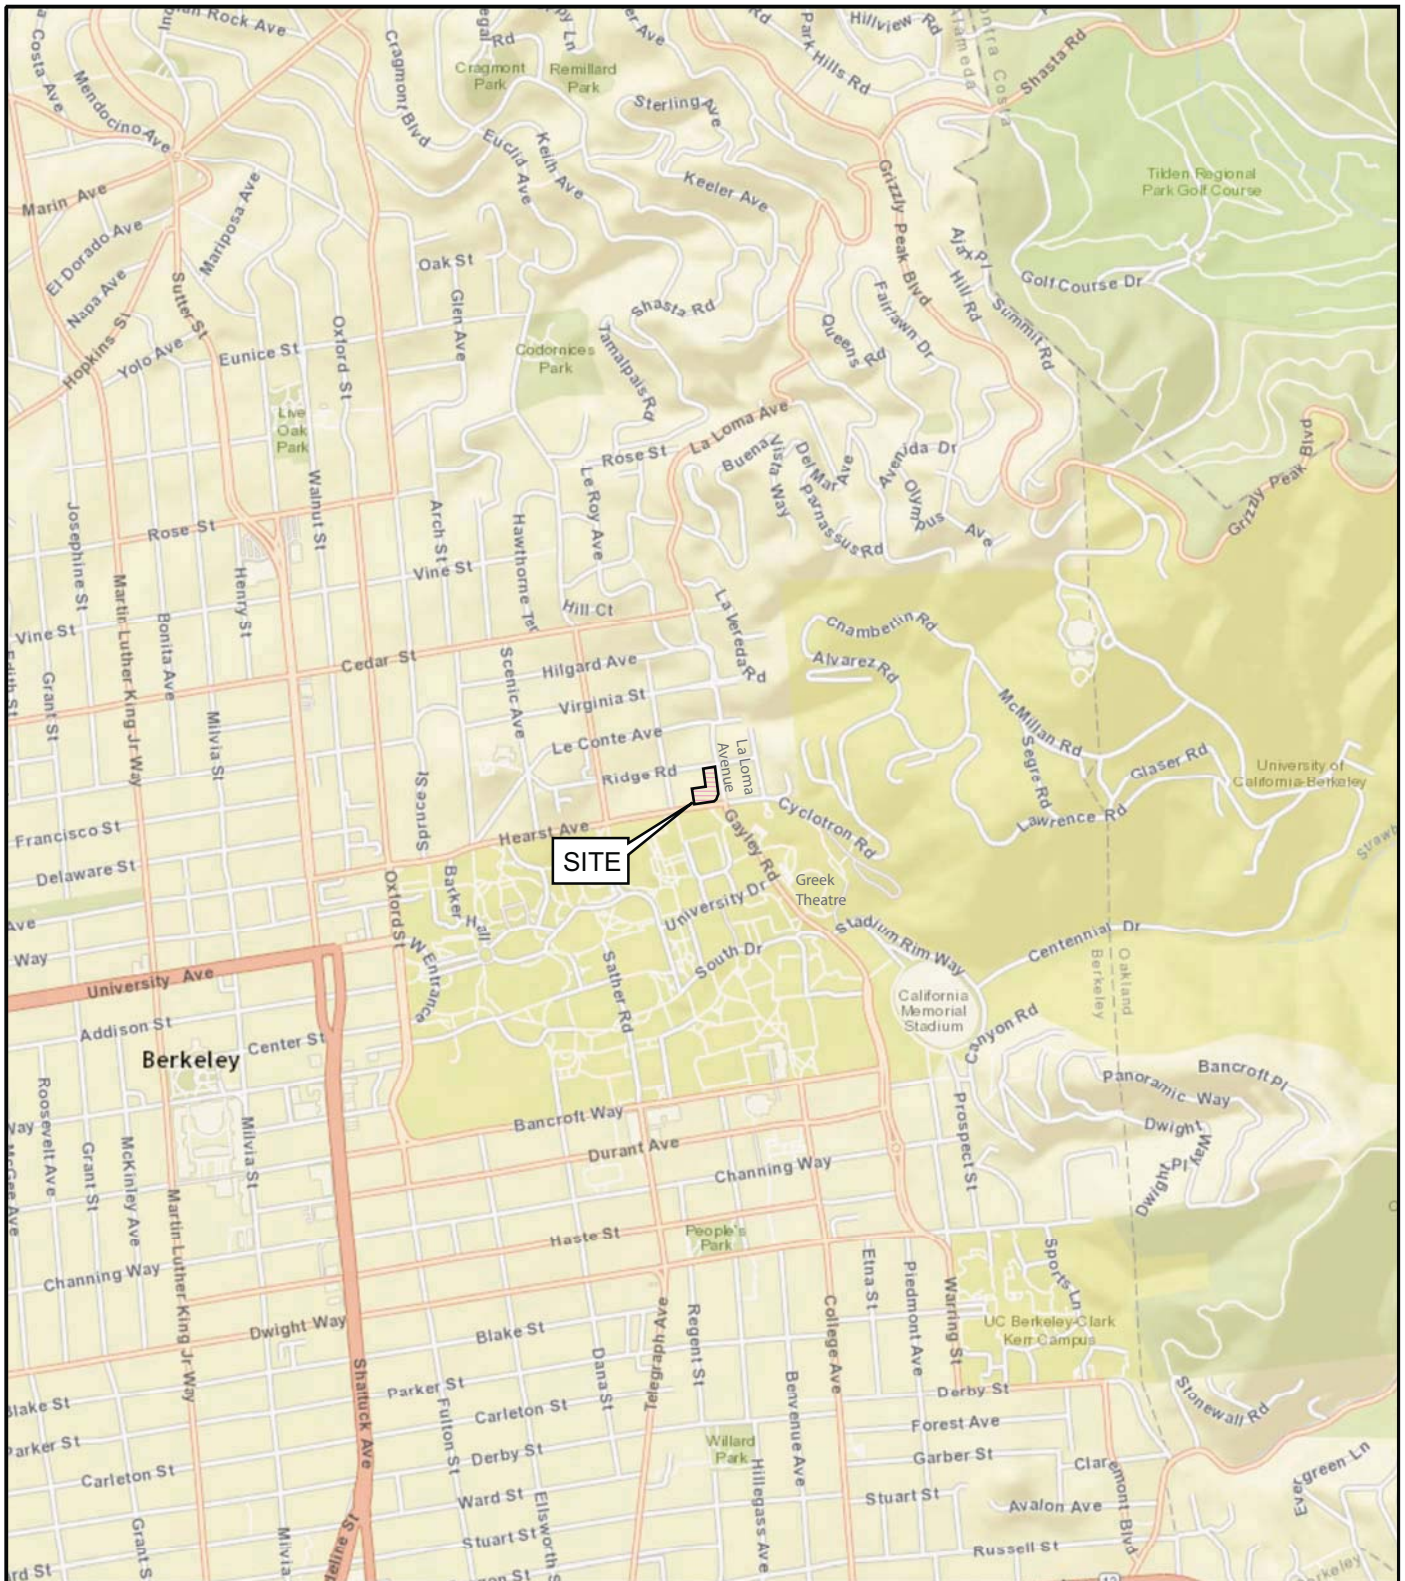 Rock Ave
Costa Ave
Mendocino Ave
Cragmont Blvd
Rd
Cragmont
Park
Remillard
Park
Sterling Ave
Park Hills Rd
Hillview Rd
Alameda
Contra Costa
Shasta Rd
Euclid Ave
Keith Ave
Keeler Ave
Grizzly Peak Blvd
Tilden Regional
Park Golf Course
Marin Ave
El Dorado Ave
Napa Ave
Mariposa Ave
Sutter St
Hopkins St
Yolo Ave
Eunice St
Oxford St
Oak St
Glen Ave
Shasta Rd
Codornices
Park
Tamalpais Rd
Queens Rd
Fairlawn Dr
Ajax Pl
Hill Rd
Summit Rd
Golf Course Dr
Live
Oak
Park
Walnut St
Rose St
La Loma Ave
Buena Vista Way
Del Mar Ave
Parnassus Rd
Avenida Dr
Olympus Ave
Grizzly Peak Blvd
Josephine St
Rose St
Henry St
Arch St
Vine St
Hawthorne Ter
Le Roy Ave
Hill Ct
La Vereda Rd
Vine St
Edith St
Grant St
Martin Luther King Jr Way
Bonita Ave
Milvia St
Cedar St
Scenic Ave
Hilgard Ave
Virginia St
Le Conte Ave
Ridge Rd
La Loma
Avenue
Chamberlin Rd
Alvarez Rd
McMillan Rd
Segre Rd
Glaser Rd
Lawrence Rd
University of
California-Berkeley
Cyclotron Rd
Francisco St
Delaware St
Spruce St
Hearst Ave
SITE
Gayley Rd
Greek
Theatre
Ave
Way
Oxford St
Barker Hall
W Entrance
University Dr
South Dr
Sather Rd
Stadium Rim Way
Centennial Dr
Berkeley
Oakland
California
Memorial
Stadium
Canyon Rd
University Ave
Addison St
Center St
Berkeley
Panoramic Way
Bancroft Pl
Dwight Way
Dwight Pl
Prospect St
Bancroft Way
Durant Ave
Channing Way
Way
McGee Ave
Roosevelt Ave
Grant St
McKinley Ave
Milvia St
Martin Luther King Jr Way
Haste St
People's
Park
Channing Way
Dwight Way
Blake St
Telegraph Ave
Regent St
College Ave
Etna St
Piedmont Ave
Warring St
Sports Ln
UC Berkeley-Clark
Kerr Campus
Shattuck Ave
Parker St
Fulton St
Carleton St
Dana St
Benvenue Ave
Derby St
Forest Ave
Stonewall Rd
Blake St
Parker St
Carleton St
Derby St
Willard
Park
Hillegass Ave
Garber St
Claremont Blvd
Evergreen Ln
Ward St
Ellsworth S
Stuart St
Stuart St
Avalon Ave
Russell St
Grant S
Milvia